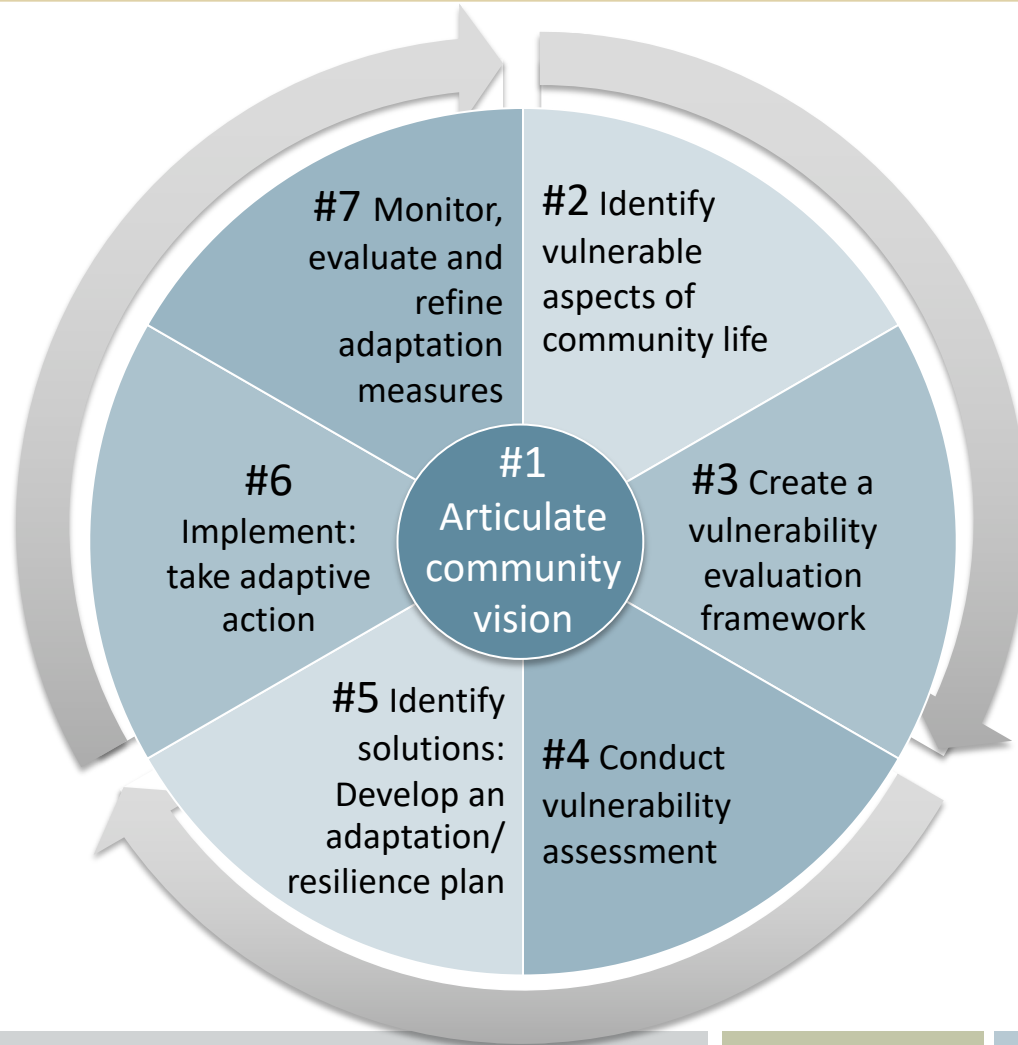 #1
Articulate
community
vision
#2 Identify
vulnerable
aspects of
community life
#3 Create a
vulnerability
evaluation
framework
#4 Conduct
vulnerability
assessment
#5 Identify
solutions:
Develop an
adaptation/
resilience plan
#6
Implement:
take adaptive
action
#7 Monitor,
evaluate and
refine
adaptation
measures